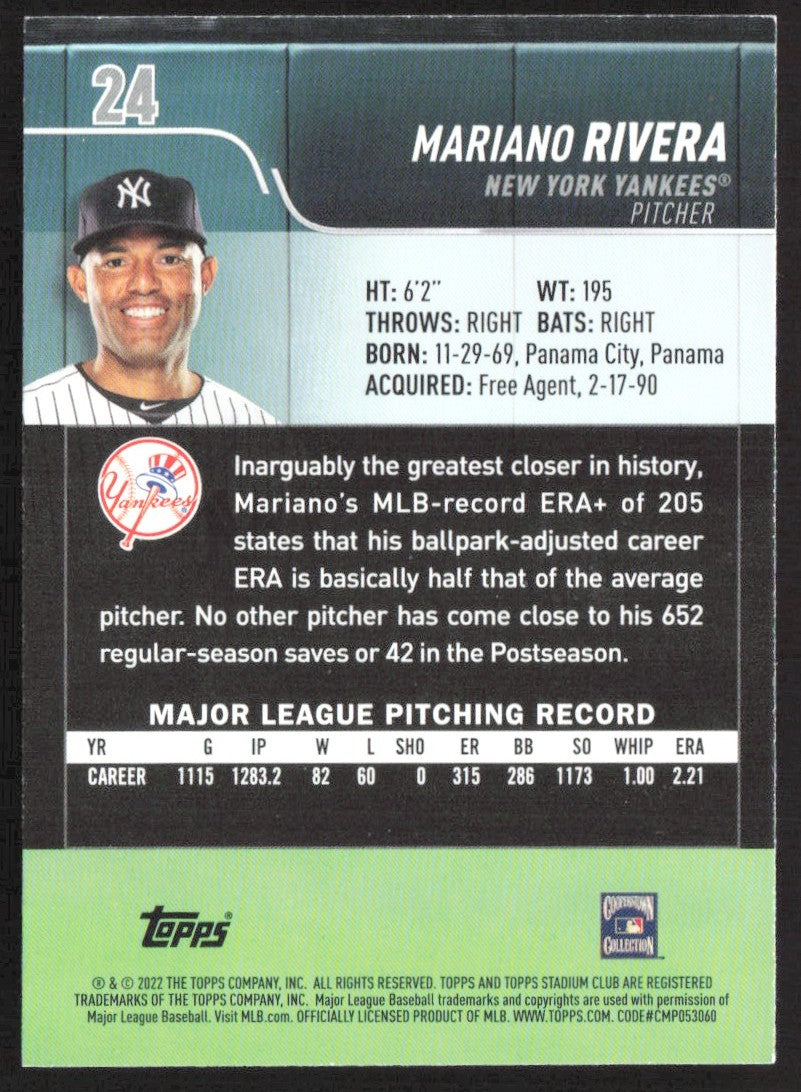 24
MARIANO RIVERA
NEW YORK YANKEES®
PITCHER
NY
HT: 6'2" WT: 195
THROWS: RIGHT BATS: RIGHT
BORN: 11-29-69, Panama City, Panama
ACQUIRED: Free Agent, 2-17-90
Yankees
Inarguably the greatest closer in history,
Mariano's MLB-record ERA+ of 205
states that his ballpark-adjusted career
ERA is basically half that of the average
pitcher. No other pitcher has come close to his 652
regular-season saves or 42 in the Postseason.
MAJOR LEAGUE PITCHING RECORD
YR G IP W L SHO ER BB SO WHIP ERA
CAREER 1115 1283.2 82 60 0 315 286 1173 1.00 2.21
topps®
COOPERSTOWN
COLLECTION™
® & © 2022 THE TOPPS COMPANY, INC. ALL RIGHTS RESERVED. TOPPS AND TOPPS STADIUM CLUB ARE REGISTERED
TRADEMARKS OF THE TOPPS COMPANY, INC. Major League Baseball trademarks and copyrights are used with permission of
Major League Baseball. Visit MLB.com. OFFICIALLY LICENSED PRODUCT OF MLB. WWW.TOPPS.COM. CODE#CMP053060